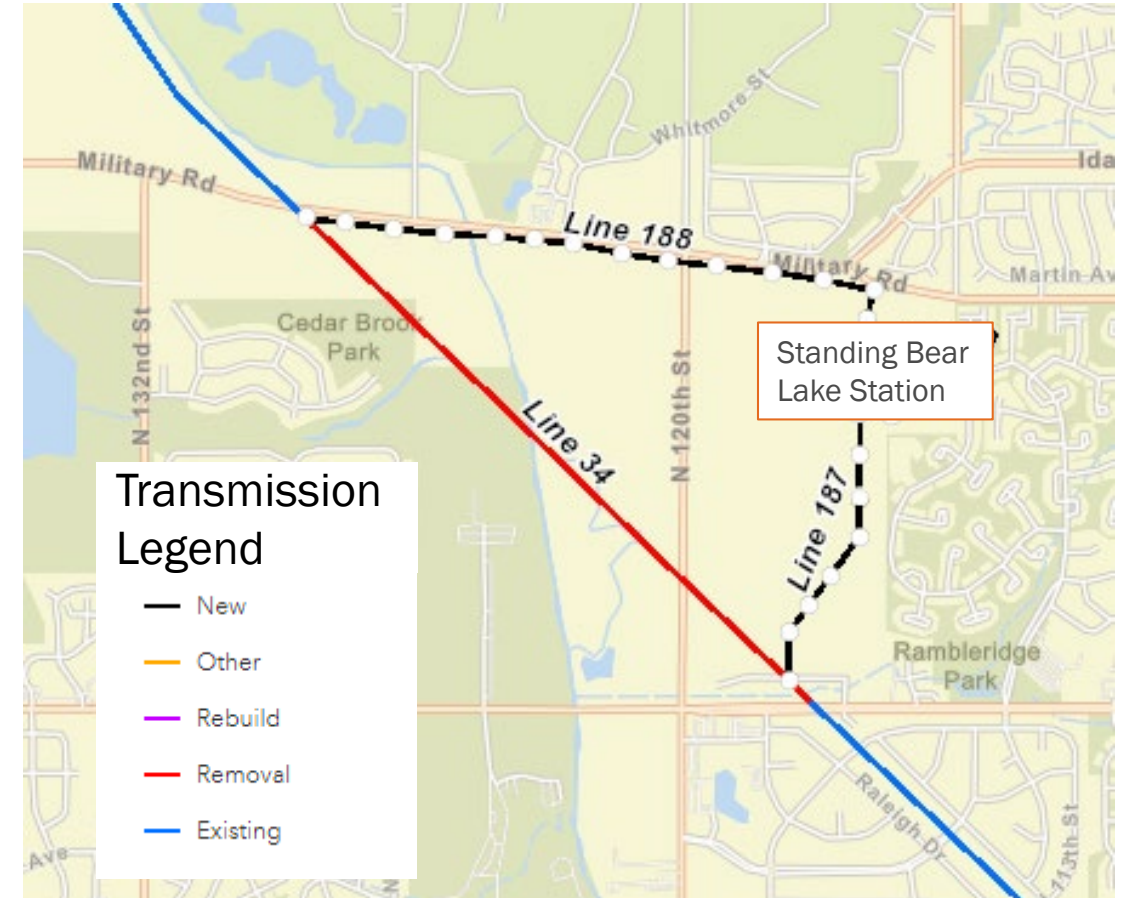 Whitmore St
Military Rd
Ida
Line 188
Military Rd
Martin Av
Cedar Brook
Park
N 132nd St
Standing Bear
Lake Station
N 120th St
Line 34
Line 187
Transmission
Legend
New
Other
Rebuild
Removal
Existing
Rambleridge
Park
Raleigh Dr
113th St
Ave
N